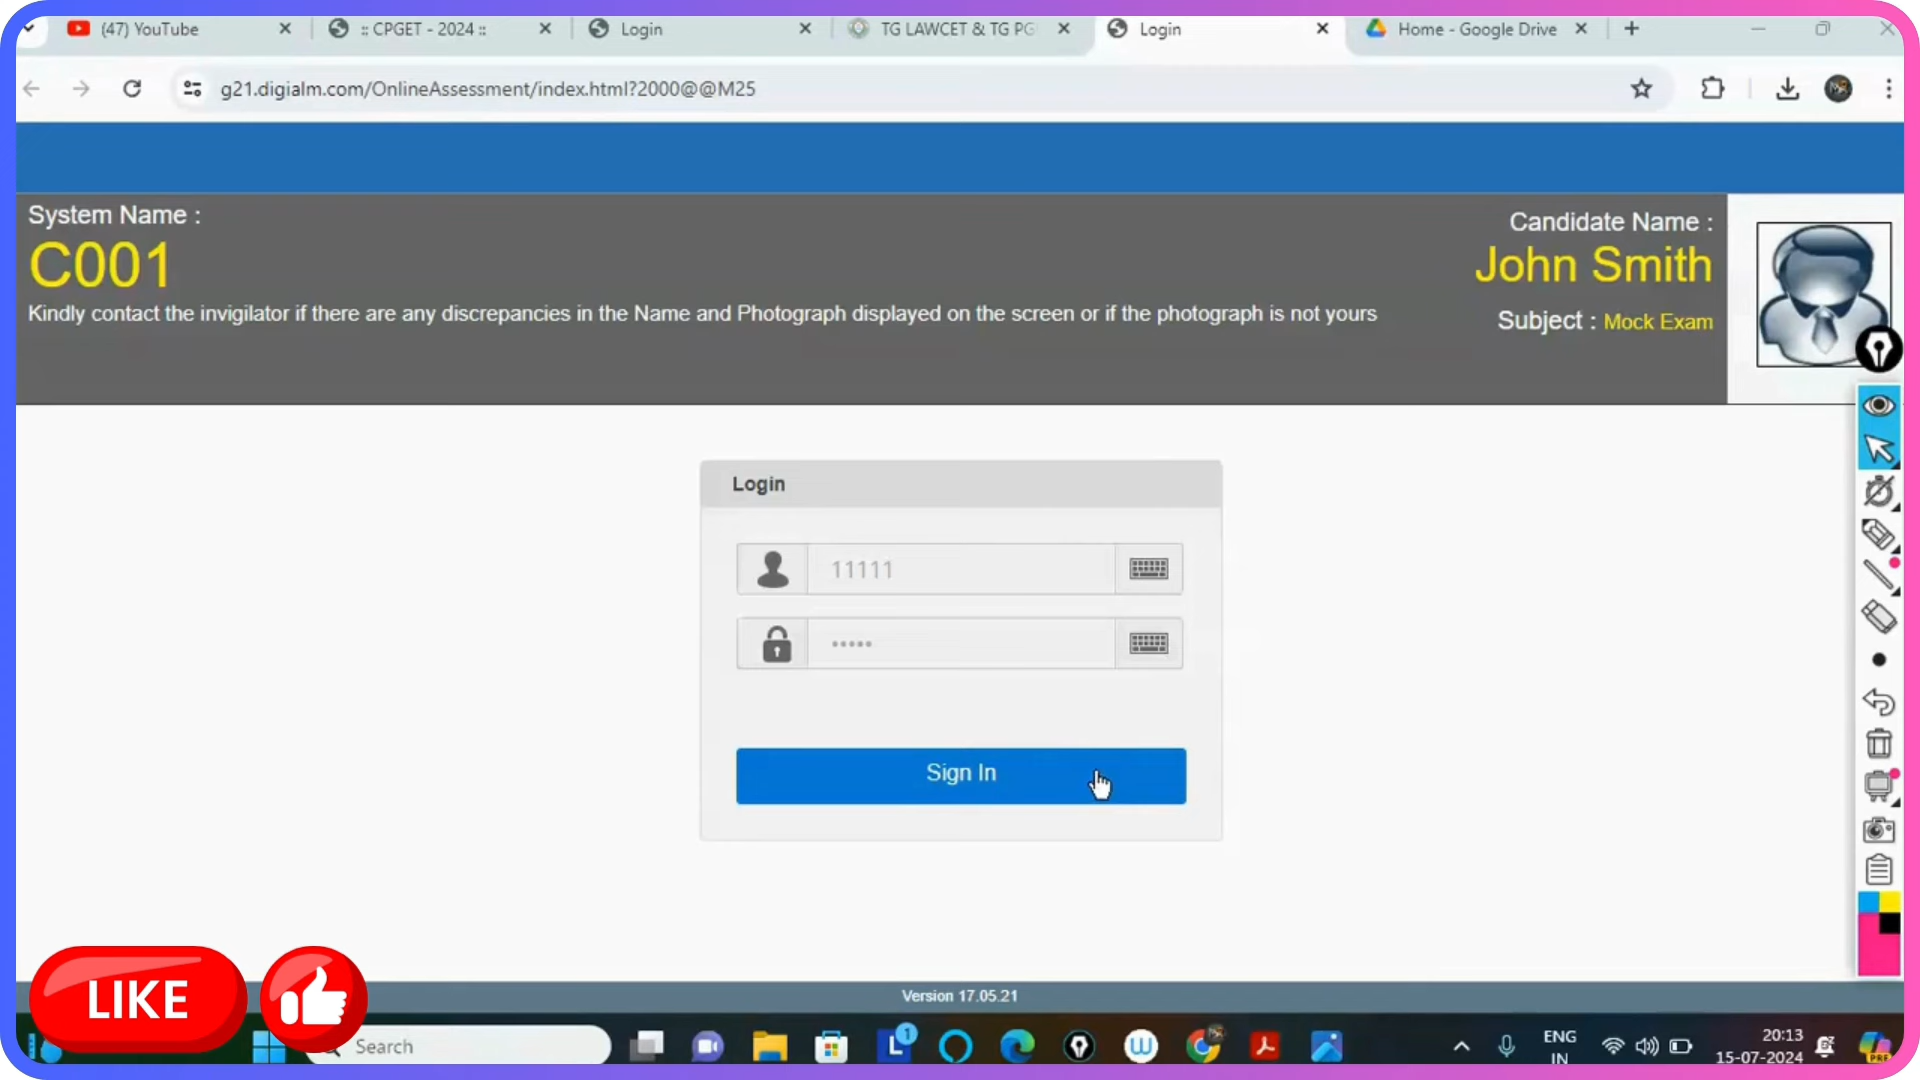 (47) YouTube
:: CPGET - 2024 ::
Login
TG LAWCET & TG PG
Login
Home - Google Drive
g21.digialm.com/OnlineAssessment/index.html?2000@@M25
System Name :
C001
Kindly contact the invigilator if there are any discrepancies in the Name and Photograph displayed on the screen or if the photograph is not yours
Candidate Name :
John Smith
Subject : Mock Exam
Login
11111
•••••
Sign In
LIKE
Version 17.05.21
Search
L
1
W
ENG
IN
20:13
15-07-2024
PRE